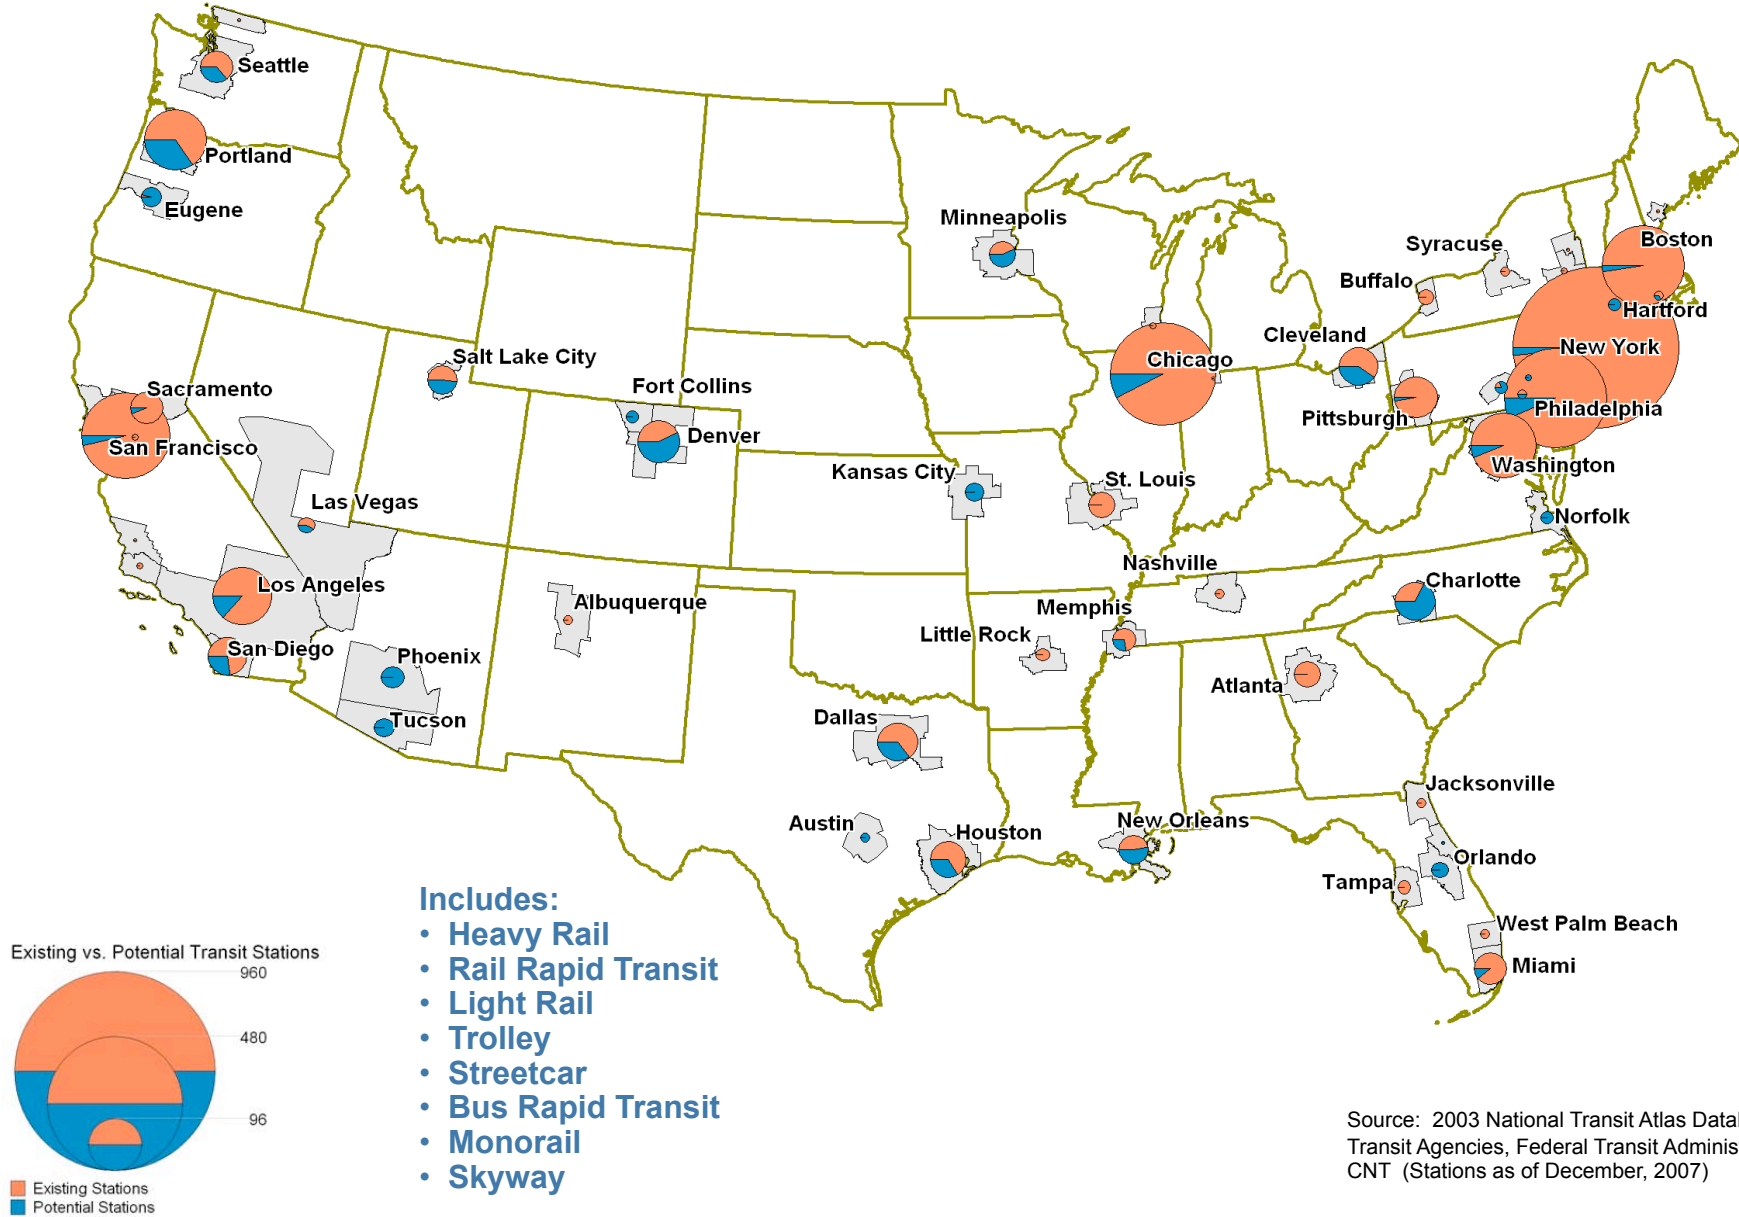 Seattle
Portland
Eugene
Minneapolis
Syracuse
Boston
Buffalo
Hartford
Cleveland
New York
Chicago
Salt Lake City
Fort Collins
Sacramento
Pittsburgh
Philadelphia
San Francisco
Denver
Washington
Kansas City
St. Louis
Las Vegas
Norfolk
Nashville
Los Angeles
Charlotte
Albuquerque
Memphis
Little Rock
San Diego
Phoenix
Atlanta
Tucson
Dallas
Jacksonville
Austin
Houston
New Orleans
Orlando
Tampa
West Palm Beach
Miami
Includes:
• Heavy Rail
• Rail Rapid Transit
• Light Rail
• Trolley
• Streetcar
• Bus Rapid Transit
• Monorail
• Skyway
Existing vs. Potential Transit Stations
960
480
96
Existing Stations
Potential Stations
Source: 2003 National Transit Atlas Data
Transit Agencies, Federal Transit Adminis
CNT (Stations as of December, 2007)